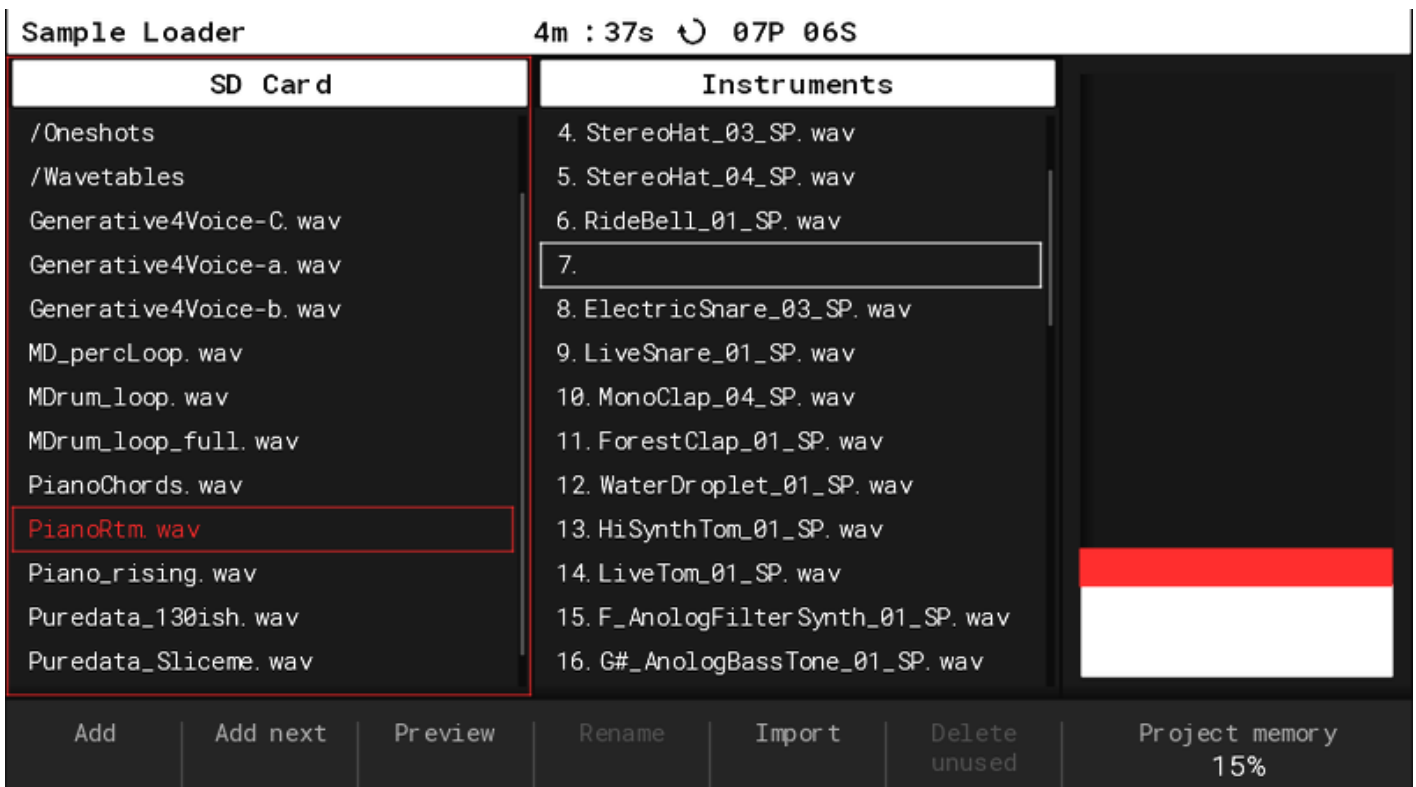 Sample Loader 4m :37s 07P 06S
SD Card
/Oneshots
/Wavetables
Generative4Voice-C.wav
Generative4Voice-a.wav
Generative4Voice-b.wav
MD_percLoop.wav
MDrum_loop.wav
MDrum_loop_full.wav
PianoChords.wav
PianoRtm.wav
Piano_rising.wav
Puredata_130ish.wav
Puredata_Sliceme.wav
Instruments
4. StereoHat_03_SP.wav
5. StereoHat_04_SP.wav
6. RideBell_01_SP.wav
7.
8. ElectricSnare_03_SP.wav
9. LiveSnare_01_SP.wav
10. MonoClap_04_SP.wav
11. ForestClap_01_SP.wav
12. WaterDroplet_01_SP.wav
13. HiSynthTom_01_SP.wav
14. LiveTom_01_SP.wav
15. F_AnologFilterSynth_01_SP.wav
16. G#_AnologBassTone_01_SP.wav
Add
Add next
Preview
Rename
Import
Delete
unused
Project memory
15%